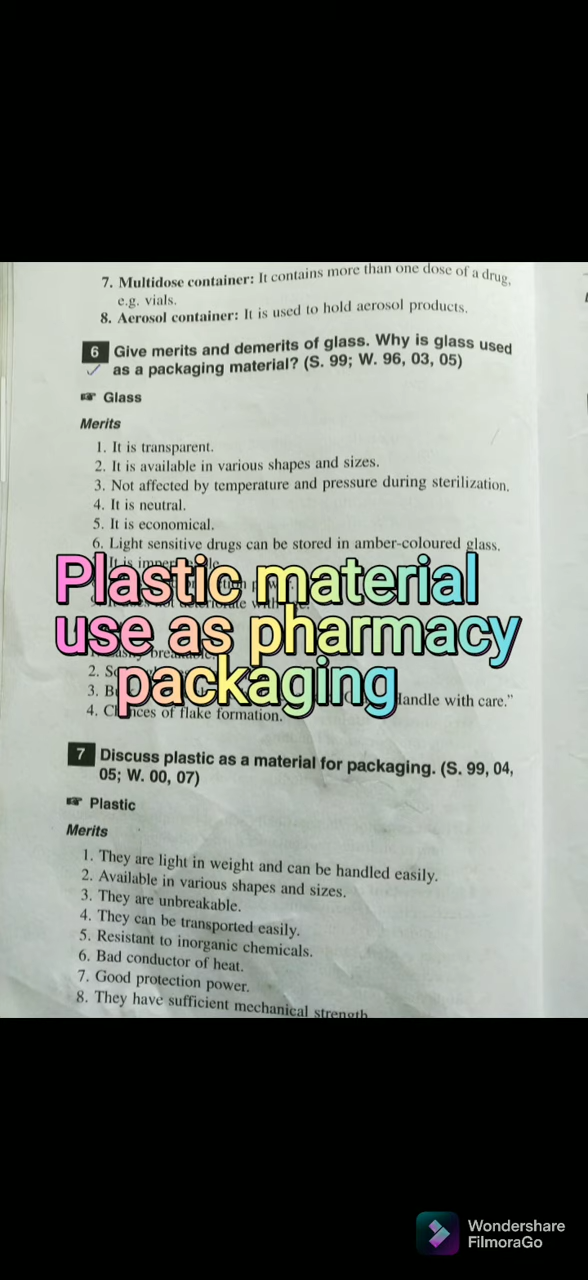 7. Multidose container: It contains more than one dose of a drug,
e.g. vials.
8. Aerosol container: It is used to hold aerosol products.
6 Give merits and demerits of glass. Why is glass used
as a packaging material? (S. 99; W. 96, 03, 05)
Glass
Merits
1. It is transparent.
2. It is available in various shapes and sizes.
3. Not affected by temperature and pressure during sterilization.
4. It is neutral.
5. It is economical.
6. Light sensitive drugs can be stored in amber-coloured glass.
Plastic material
use as pharmacy
packaging
2.
3.
Handle with care."
4. Chances of flake formation.
7 Discuss plastic as a material for packaging. (S. 99, 04,
05; W. 00, 07)
Plastic
Merits
1. They are light in weight and can be handled easily.
2. Available in various shapes and sizes.
3. They are unbreakable.
4. They can be transported easily.
5. Resistant to inorganic chemicals.
6. Bad conductor of heat.
7. Good protection power.
8. They have sufficient mechanical strength
Wondershare
FilmoraGo